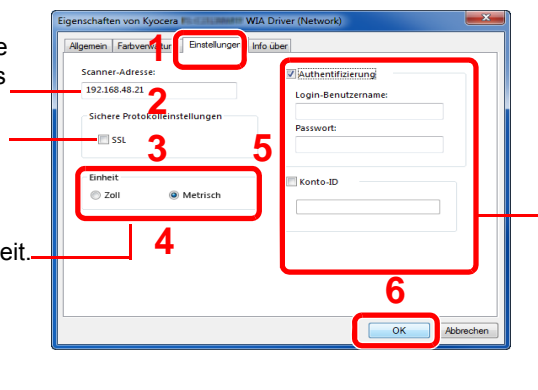 Eigenschaften von Kyocera WIA Driver (Network)
Allgemein Einstellungen Info über
1
e
s
Scanner-Adresse:
192.168.48.21
2
Sichere Protokolleinstellungen
SSL
3
Einheit
Zoll Metrisch
4
eit.
Authentifizierung
Login-Benutzername:
Passwort:
5
Konto-ID
6
OK Abbrechen